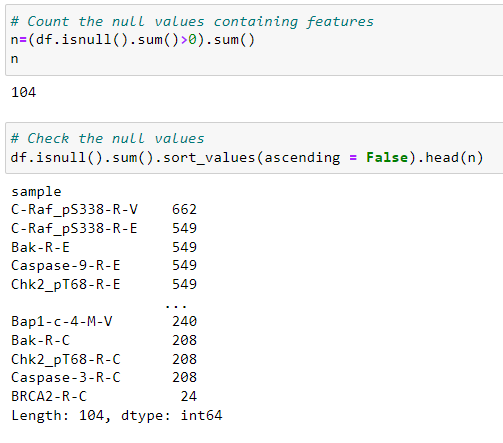 # Count the null values containing features
n=(df.isnull().sum()>0).sum()
n
104
# Check the null values
df.isnull().sum().sort_values(ascending = False).head(n)
sample
C-Raf_pS338-R-V    662
C-Raf_pS338-R-E    549
Bak-R-E            549
Caspase-9-R-E      549
Chk2_pT68-R-E      549
...
Bap1-c-4-M-V       240
Bak-R-C            208
Chk2_pT68-R-C      208
Caspase-3-R-C      208
BRCA2-R-C           24
Length: 104, dtype: int64